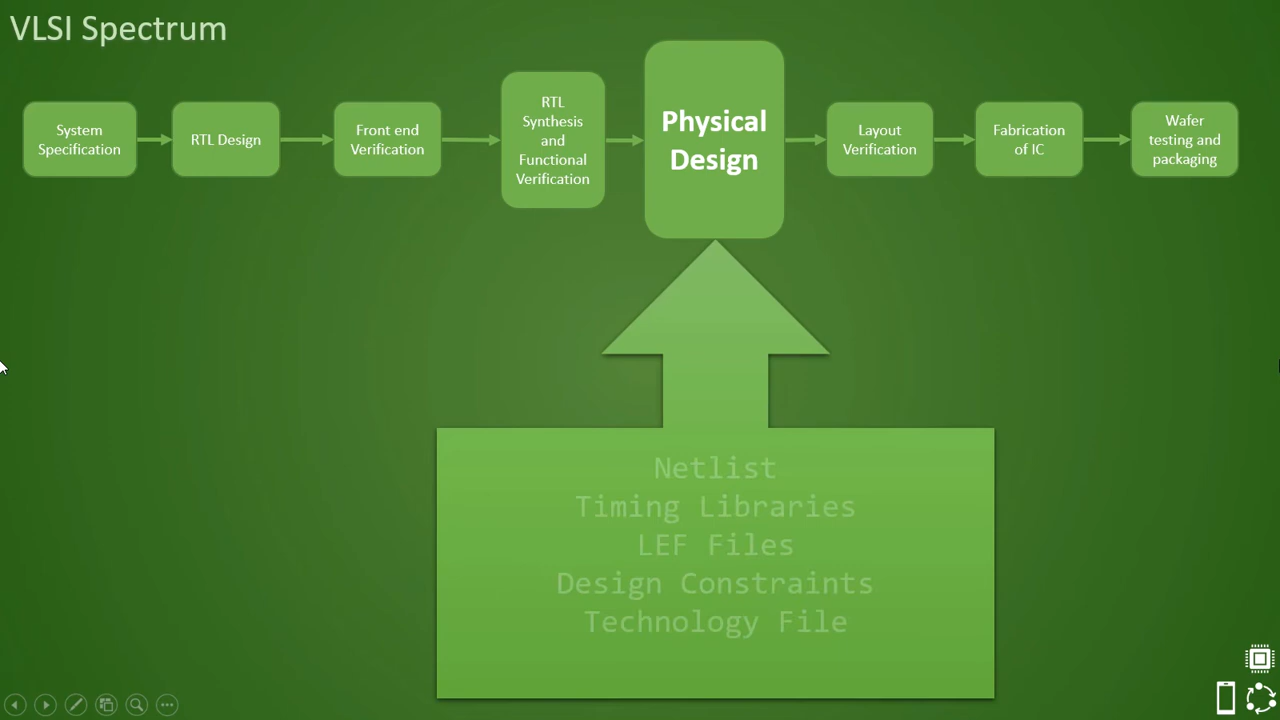 VLSI Spectrum
System
Specification
RTL Design
Front end
Verification
RTL
Synthesis
and
Functional
Verification
Physical
Design
Layout
Verification
Fabrication
of IC
Wafer
testing and
packaging
Netlist
Timing Libraries
LEF Files
Design Constraints
Technology File